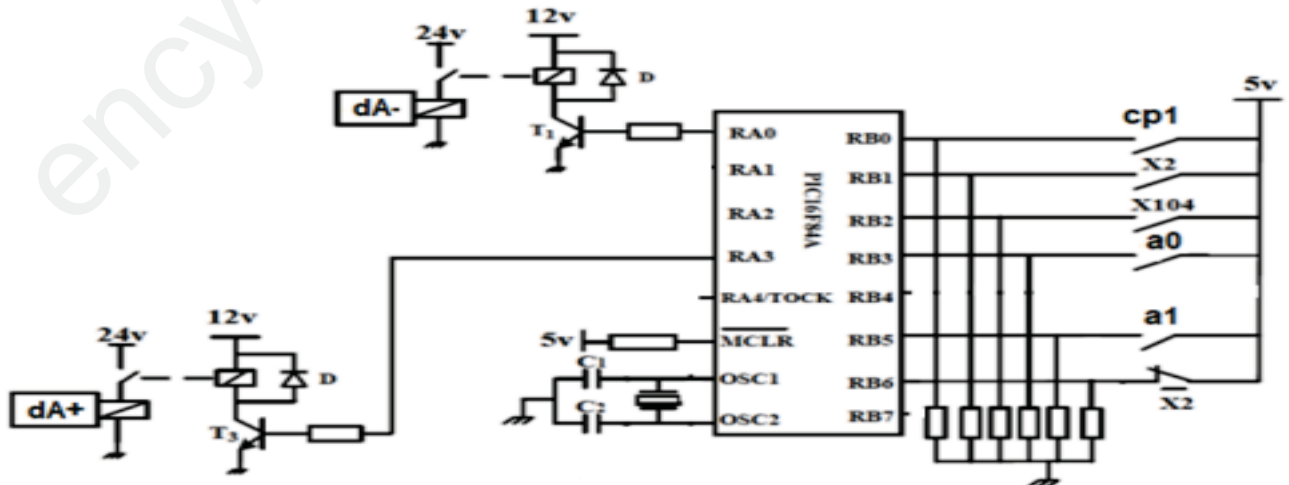 ency
12v
24v
D
dA-
T1
5v
cp1
RA0
RB0
X2
RA1
RB1
PIC16F84A
X104
RA2
RB2
a0
RA3
RB3
RA4/TOCK
RB4
a1
12v
24v
5v
MCLR
RB5
C1
OSC1
RB6
X2
D
dA+
C2
OSC2
RB7
T3